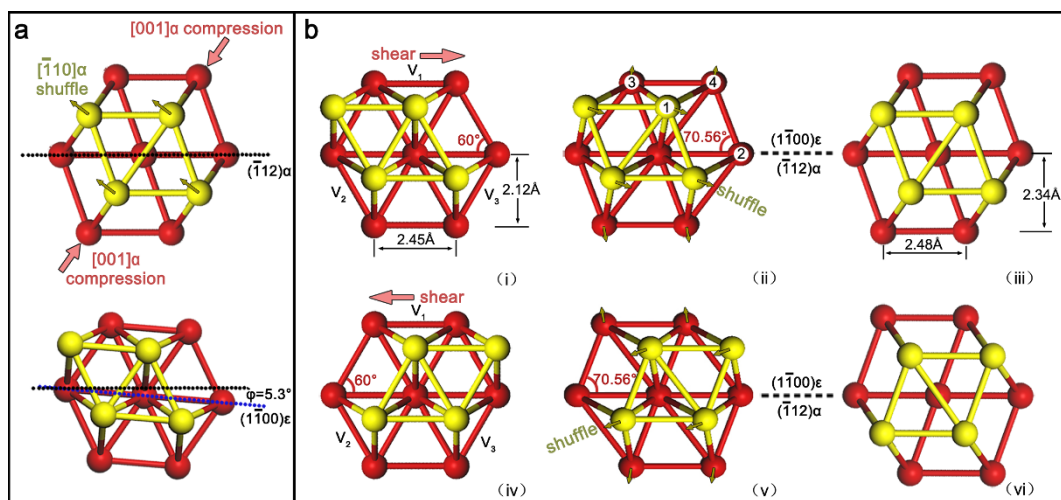 a
[001]α compression
[1̄10]α
shuffle
(1̄12)α
[001]α
compression
φ=5.3°
(11̄00)ε
b
shear
V1
60°
V2
V3
2.12Å
2.45Å
(i)
3
4
1
70.56°
2
shuffle
(ii)
(11̄00)ε
(1̄12)α
2.34Å
2.48Å
(iii)
shear
V1
60°
V2
V3
(iv)
70.56°
shuffle
(v)
(11̄00)ε
(1̄12)α
(vi)